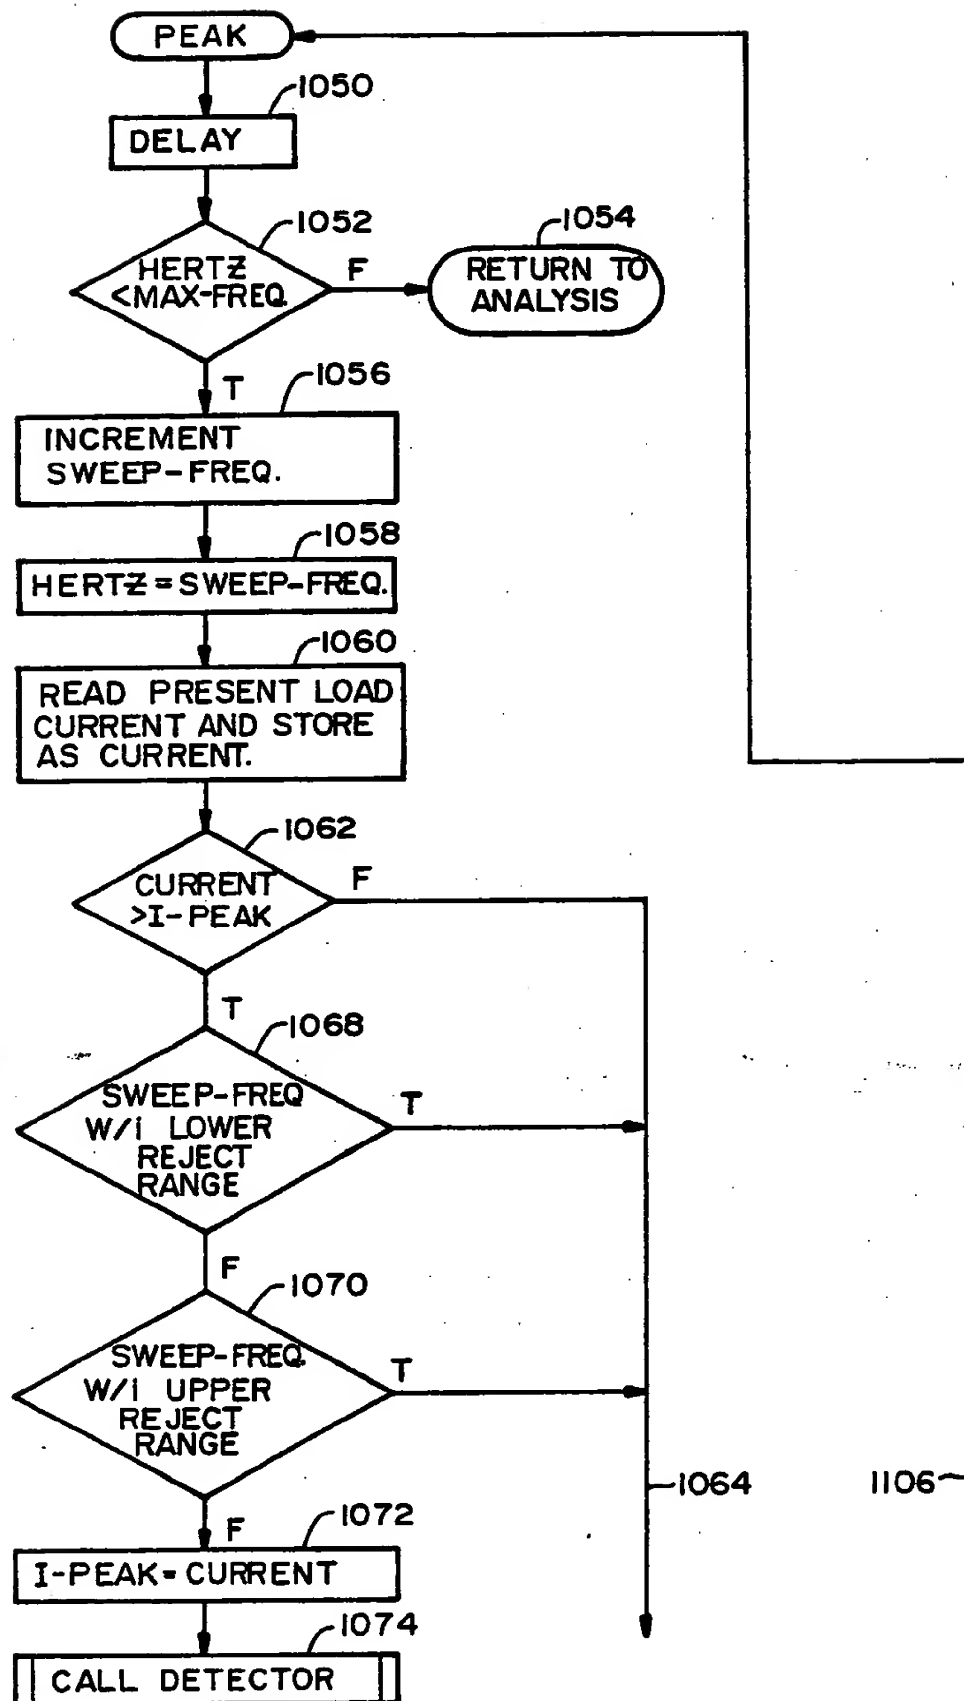 PEAK
1050
DELAY
1052
HERTZ
<MAX-FREQ.
F
1054
RETURN TO
ANALYSIS
T
1056
INCREMENT
SWEEP-FREQ.
1058
HERTZ=SWEEP-FREQ.
1060
READ PRESENT LOAD
CURRENT AND STORE
AS CURRENT.
1062
CURRENT
>I-PEAK
F
T
1068
SWEEP-FREQ
W/i LOWER
REJECT
RANGE
T
F
1070
SWEEP-FREQ.
W/i UPPER
REJECT
RANGE
T
1064
1106
F
1072
I-PEAK=CURRENT
1074
CALL DETECTOR